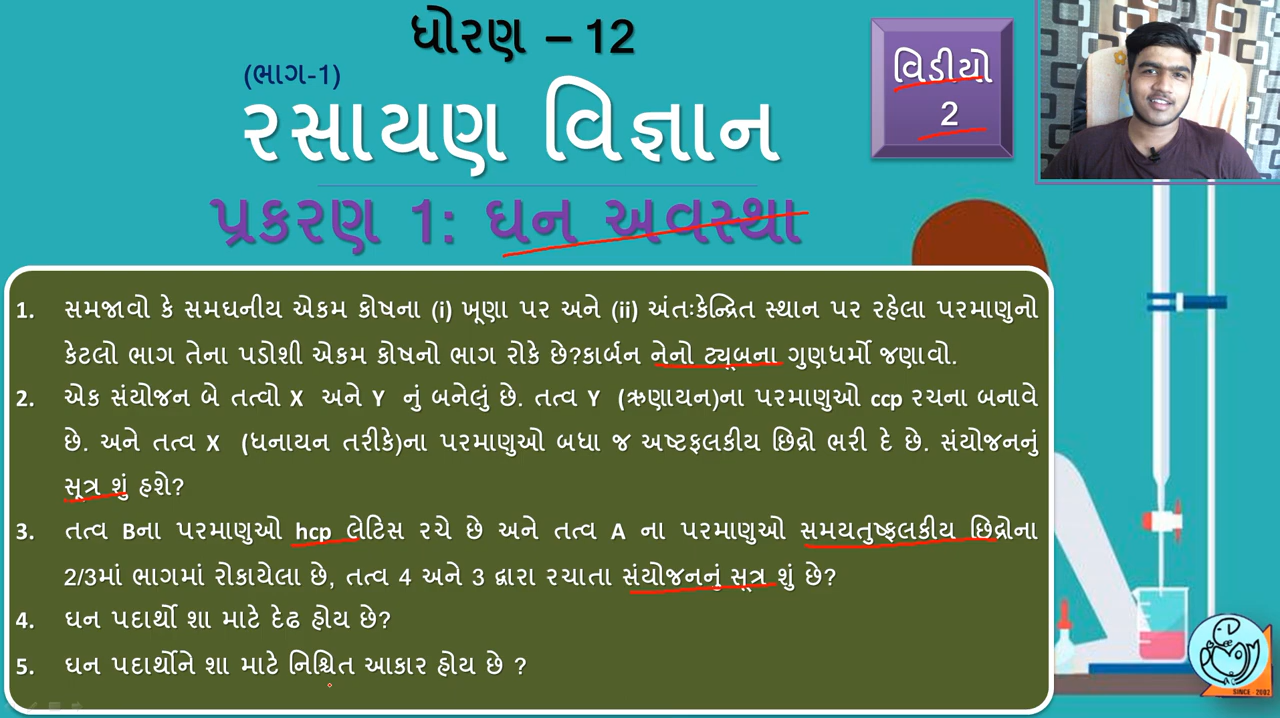 ધોરણ – 12
(ભાગ-1)
રસાયણ વિજ્ઞાન
વિડીયો
2
પ્રકરણ 1: ઘન અવસ્થા
1. સમજાવો કે સમઘનીય એકમ કોષના (i) ખૂણા પર અને (ii) અંતઃકેન્દ્રિત સ્થાન પર રહેલા પરમાણુનો
કેટલો ભાગ તેના પડોશી એકમ કોષનો ભાગ રોકે છે?કાર્બન નેનો ટ્યૂબના ગુણધર્મો જણાવો.
2. એક સંયોજન બે તત્વો X અને Y નું બનેલું છે. તત્વ Y (ઋણાયન)ના પરમાણુઓ ccp રચના બનાવે
છે. અને તત્વ X (ધનાયન તરીકે)ના પરમાણુઓ બધા જ અષ્ટફલકીય છિદ્રો ભરી દે છે. સંયોજનનું
સૂત્ર શું હશે?
3. તત્વ Bના પરમાણુઓ hcp લેટિસ રચે છે અને તત્વ A ના પરમાણુઓ સમયતુષ્ફલકીય છિદ્રોના
2/3માં ભાગમાં રોકાયેલા છે, તત્વ 4 અને 3 દ્વારા રચાતા સંયોજનનું સૂત્ર શું છે?
4. ઘન પદાર્થો શા માટે દેઢ હોય છે?
5. ઘન પદાર્થોને શા માટે નિશ્ચિત આકાર હોય છે ?
SINCE 2603